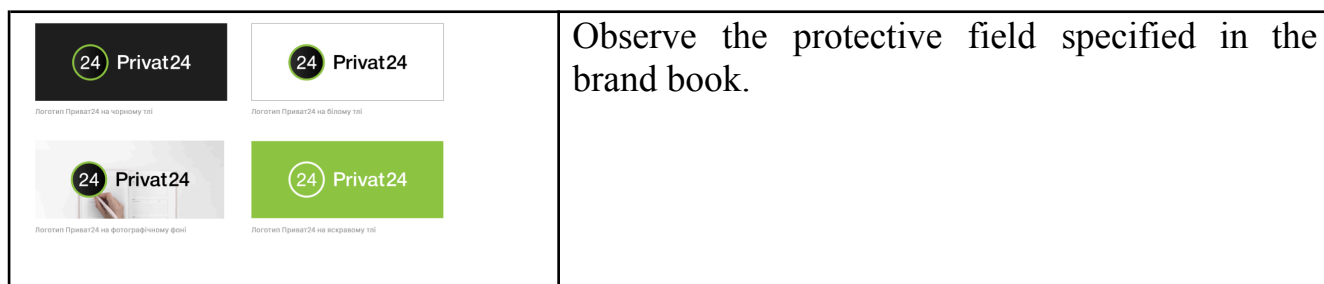 24 Privat24
24 Privat24
Логотип Приват24 на чорному тлі
Логотип Приват24 на білому тлі
24 Privat24
24 Privat24
Логотип Приват24 на фотографічному фоні
Логотип Приват24 на яскравому тлі
Observe the protective field specified in the
brand book.